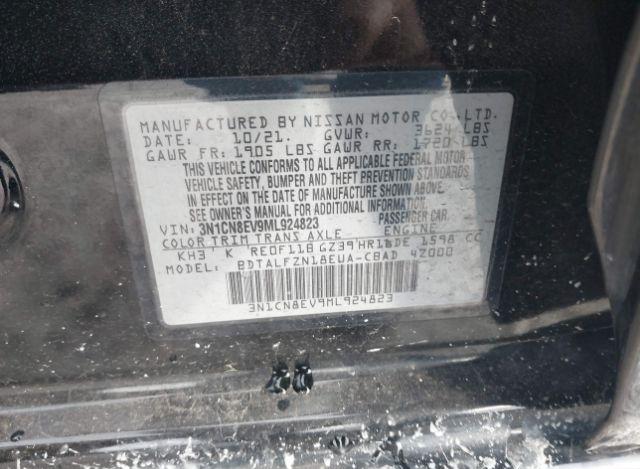 MANUFACTURED BY NISSAN MOTOR CO.,LTD.
DATE: 10/21. GVWR: 3624 LBS
GAWR FR: 1905 LBS GAWR RR: 1720 LBS
THIS VEHICLE CONFORMS TO ALL APPLICABLE FEDERAL MOTOR
VEHICLE SAFETY, BUMPER AND THEFT PREVENTION STANDARDS
IN EFFECT ON THE DATE OF MANUFACTURE SHOWN ABOVE.
SEE OWNER'S MANUAL FOR ADDITIONAL INFORMATION.
VIN: 3N1CN8EV9ML924823 PASSENGER CAR
COLOR TRIM TRANS AXLE ENGINE
KH3 K RE0F11B GZ39 HR16DE 1598 CC
MODEL: BDTALFZN18EUA-CBAD 4Z000
3N1CN8EV9ML924823